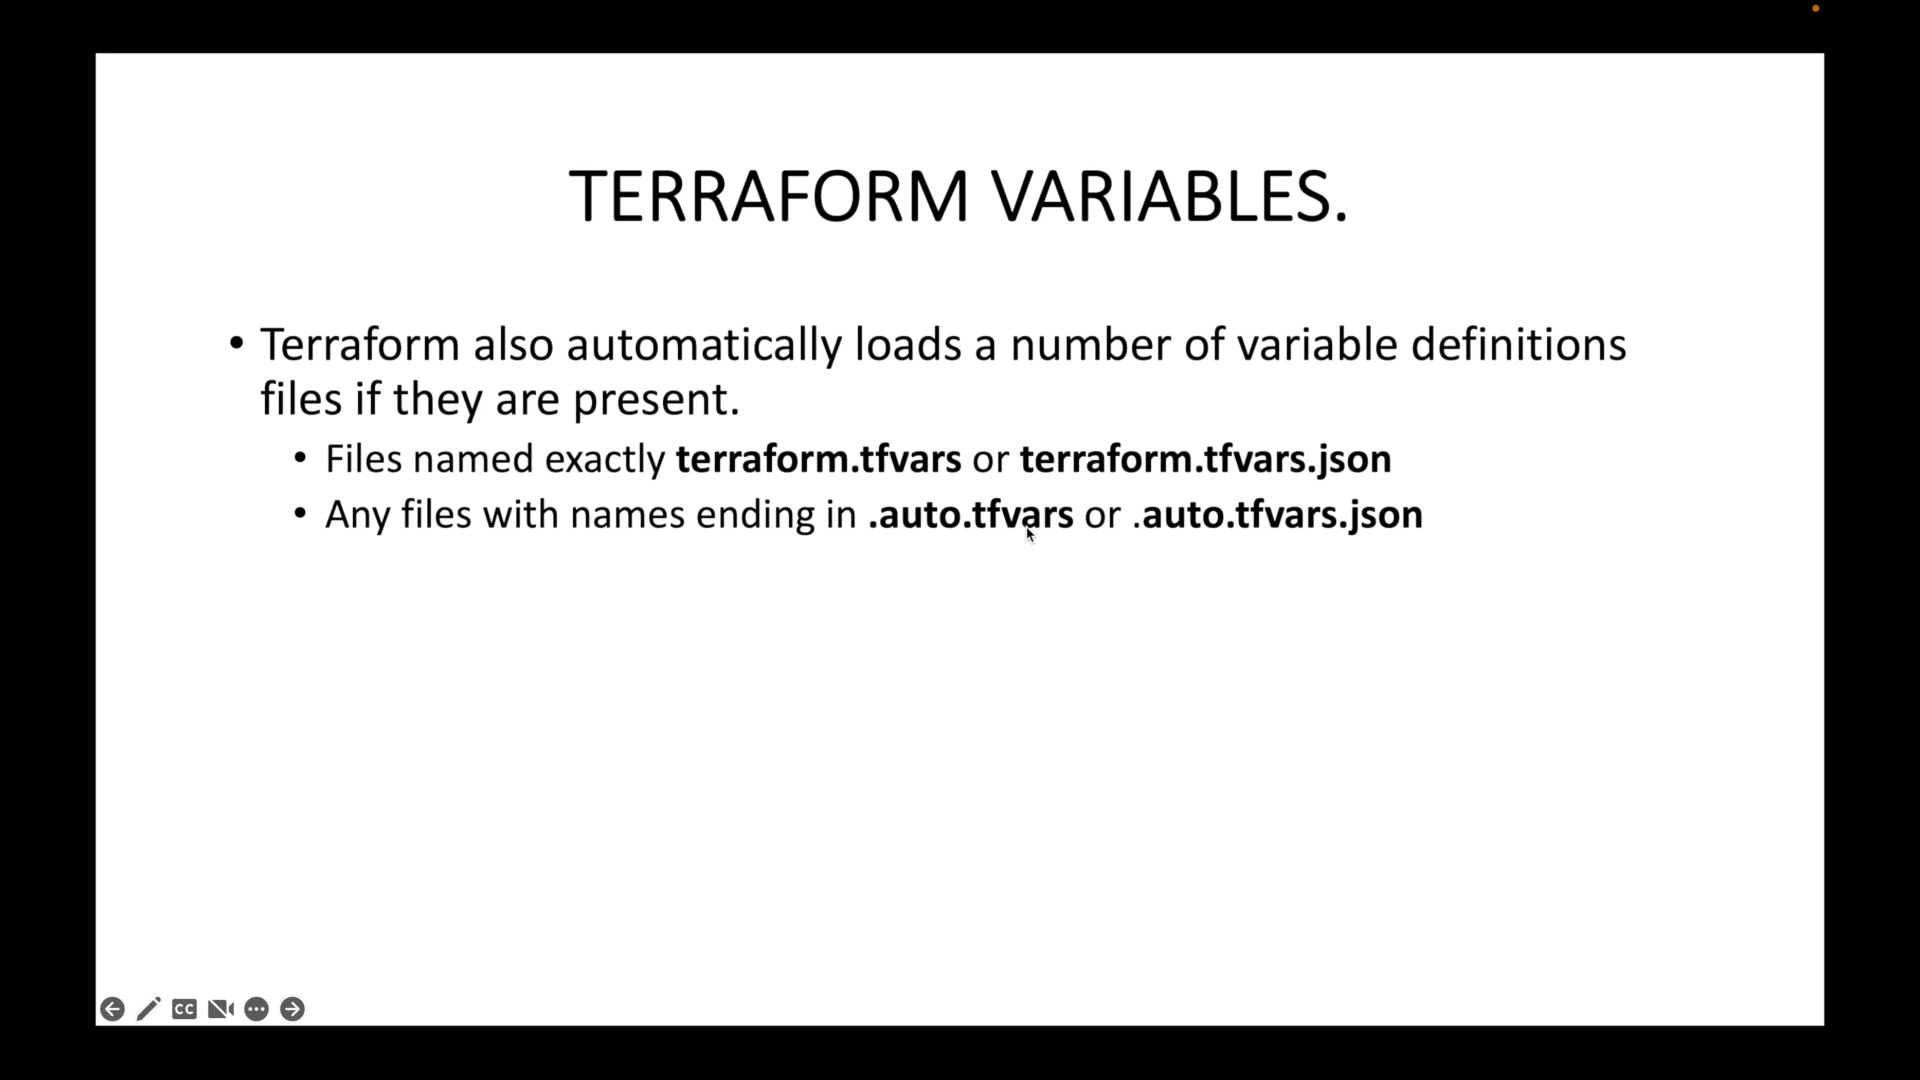 TERRAFORM VARIABLES.
• Terraform also automatically loads a number of variable definitions
files if they are present.
• Files named exactly terraform.tfvars or terraform.tfvars.json
• Any files with names ending in .auto.tfvars or .auto.tfvars.json
CC